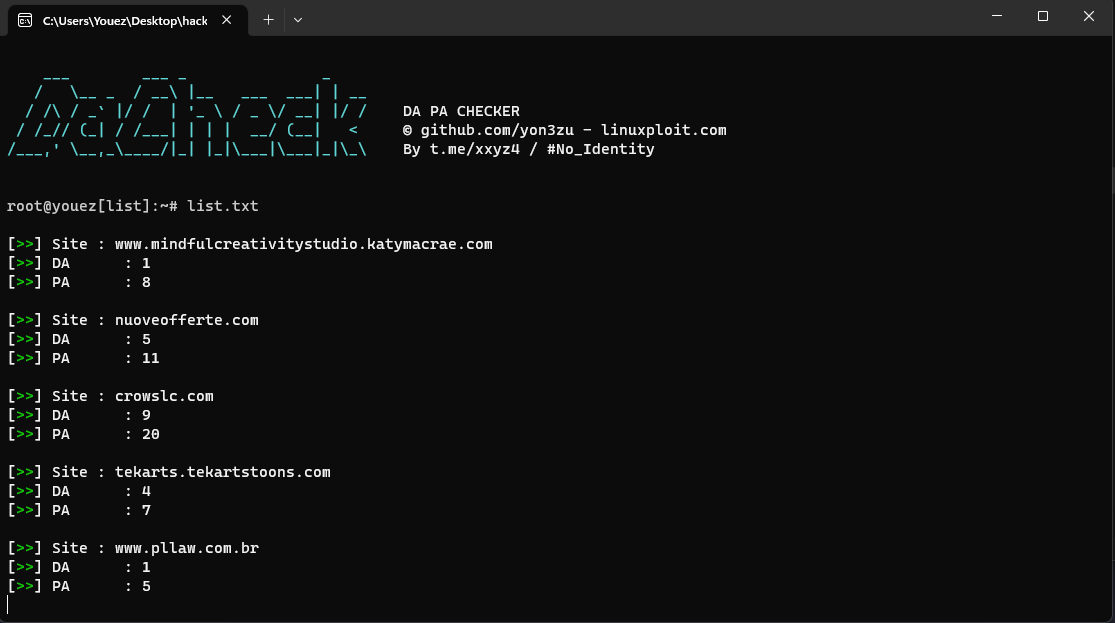 C:\Users\Youez\Desktop\hack
DaCheck
DA PA CHECKER
© github.com/yon3zu - linuxploit.com
By t.me/xxyz4 / #No_Identity
root@youez[list]:~# list.txt
[>>] Site : www.mindfulcreativitystudio.katymacrae.com
[>>] DA      : 1
[>>] PA      : 8
[>>] Site : nuoveofferte.com
[>>] DA      : 5
[>>] PA      : 11
[>>] Site : crowslc.com
[>>] DA      : 9
[>>] PA      : 20
[>>] Site : tekarts.tekartstoons.com
[>>] DA      : 4
[>>] PA      : 7
[>>] Site : www.pllaw.com.br
[>>] DA      : 1
[>>] PA      : 5